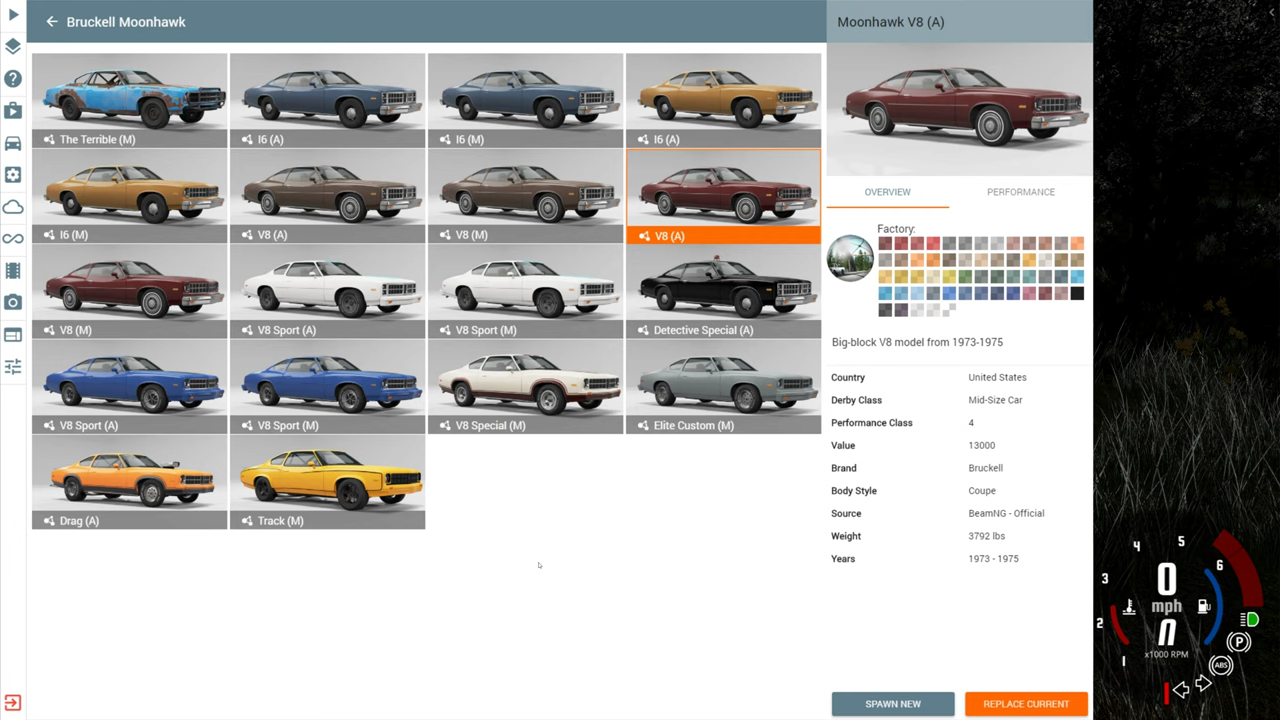 Bruckell Moonhawk
The Terrible (M)
I6 (A)
I6 (M)
I6 (A)
I6 (M)
V8 (A)
V8 (M)
V8 (A)
V8 (M)
V8 Sport (A)
V8 Sport (M)
Detective Special (A)
V8 Sport (A)
V8 Sport (M)
V8 Special (M)
Elite Custom (M)
Drag (A)
Track (M)
Moonhawk V8 (A)
OVERVIEW PERFORMANCE
Factory:
Big-block V8 model from 1973-1975
Country United States
Derby Class Mid-Size Car
Performance Class 4
Value 13000
Brand Bruckell
Body Style Coupe
Source BeamNG - Official
Weight 3792 lbs
Years 1973 - 1975
SPAWN NEW REPLACE CURRENT
1
2
3
4
5
6
0
mph
n
x1000 RPM
P
ABS